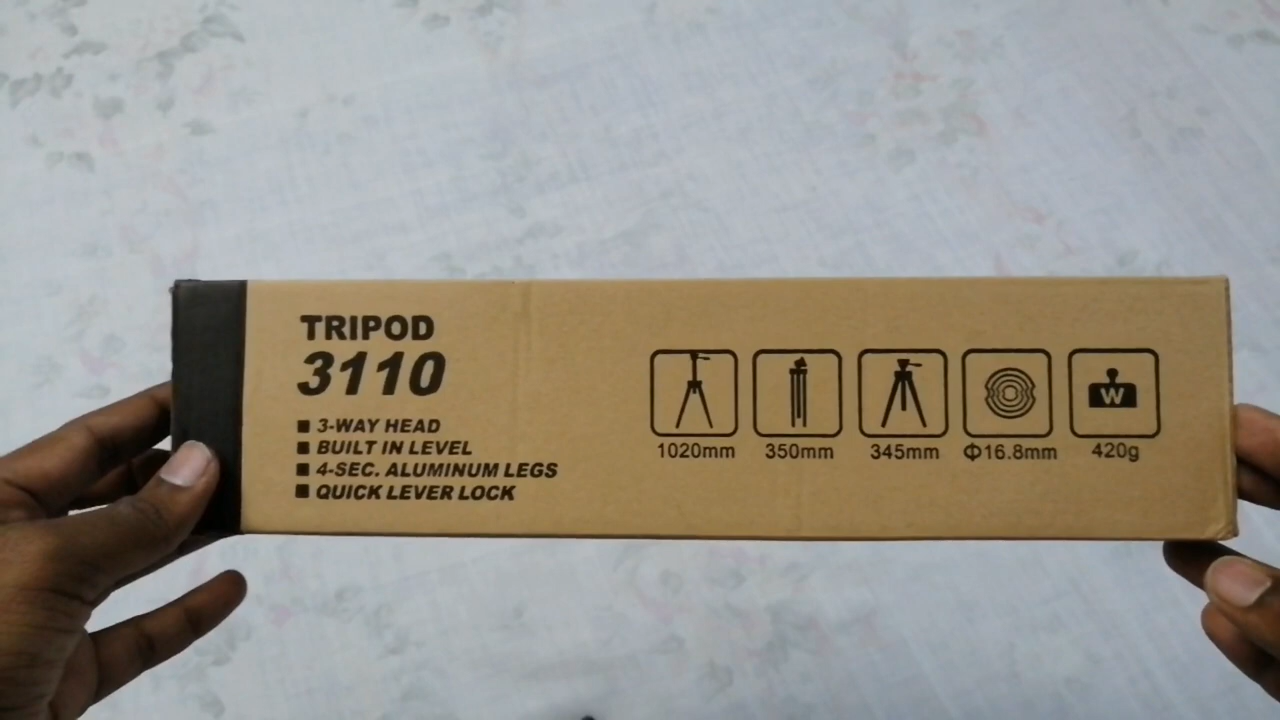 TRIPOD
3110
■ 3-WAY HEAD
■ BUILT IN LEVEL
■ 4-SEC. ALUMINUM LEGS
■ QUICK LEVER LOCK
1020mm 350mm 345mm Φ16.8mm W 420g